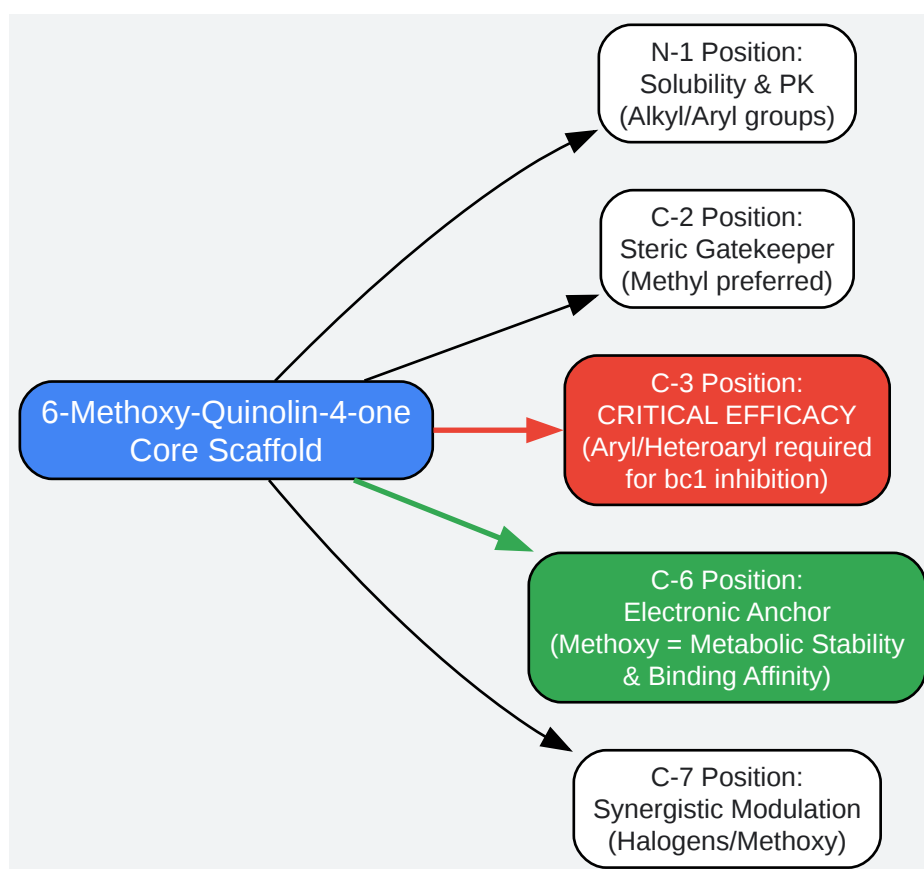 N-1 Position:
Solubility & PK
(Alkyl/Aryl groups)
C-2 Position:
Steric Gatekeeper
(Methyl preferred)
6-Methoxy-Quinolin-4-one
Core Scaffold
C-3 Position:
CRITICAL EFFICACY
(Aryl/Heteroaryl required
for bc1 inhibition)
C-6 Position:
Electronic Anchor
(Methoxy = Metabolic Stability
& Binding Affinity)
C-7 Position:
Synergistic Modulation
(Halogens/Methoxy)